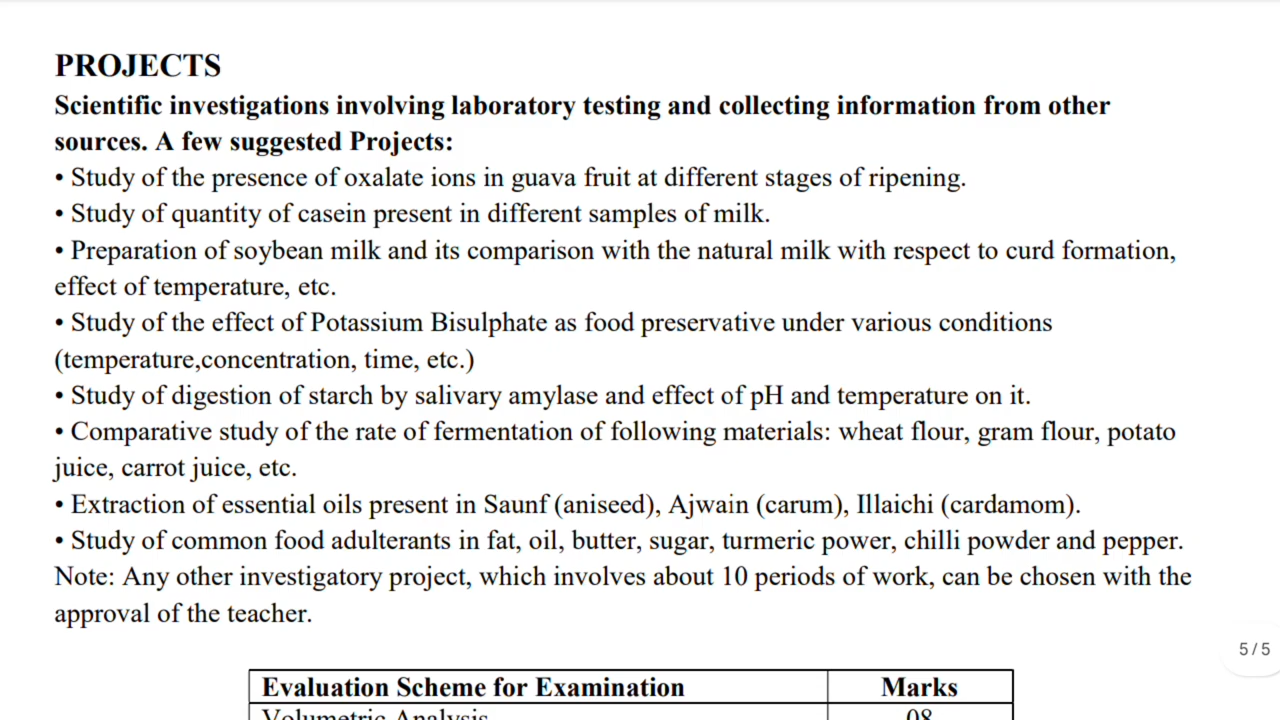 PROJECTS
Scientific investigations involving laboratory testing and collecting information from other
sources. A few suggested Projects:
• Study of the presence of oxalate ions in guava fruit at different stages of ripening.
• Study of quantity of casein present in different samples of milk.
• Preparation of soybean milk and its comparison with the natural milk with respect to curd formation,
effect of temperature, etc.
• Study of the effect of Potassium Bisulphate as food preservative under various conditions
(temperature,concentration, time, etc.)
• Study of digestion of starch by salivary amylase and effect of pH and temperature on it.
• Comparative study of the rate of fermentation of following materials: wheat flour, gram flour, potato
juice, carrot juice, etc.
• Extraction of essential oils present in Saunf (aniseed), Ajwain (carum), Illaichi (cardamom).
• Study of common food adulterants in fat, oil, butter, sugar, turmeric power, chilli powder and pepper.
Note: Any other investigatory project, which involves about 10 periods of work, can be chosen with the
approval of the teacher.
5/5
Evaluation Scheme for Examination Marks
Volumetric Analysis 08